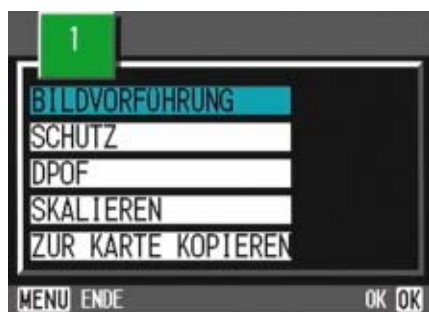 1
BILDVORFÜHRUNG
SCHUTZ
DPOF
SKALIEREN
ZUR KARTE KOPIEREN
MENU ENDE OK OK